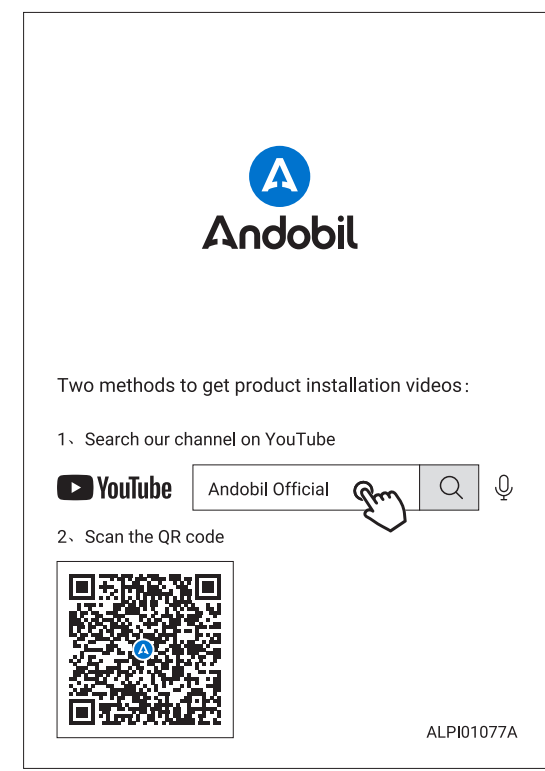 Andobil
Two methods to get product installation videos:
1、Search our channel on YouTube
YouTube Andobil Official
2、Scan the QR code
ALPI01077A